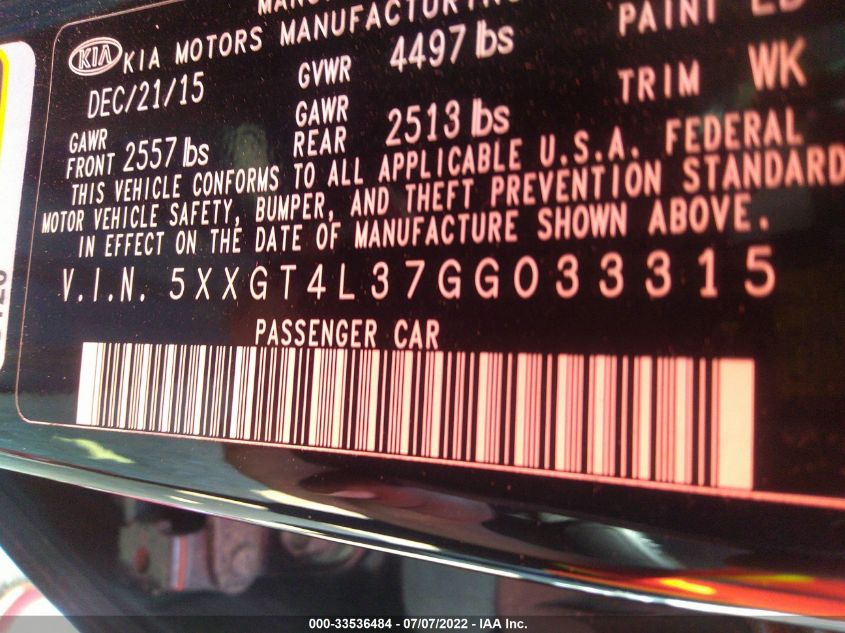 KIA KIA MOTORS MANUFACTURING
PAINT
DEC/21/15 GVWR 4497 lbs TRIM WK
GAWR FRONT 2557 lbs GAWR REAR 2513 lbs
THIS VEHICLE CONFORMS TO ALL APPLICABLE U.S.A. FEDERAL
MOTOR VEHICLE SAFETY, BUMPER, AND THEFT PREVENTION STANDARD
IN EFFECT ON THE DATE OF MANUFACTURE SHOWN ABOVE.
V.I.N. 5XXGT4L37GG033315
PASSENGER CAR
000-33536484 - 07/07/2022 - IAA Inc.